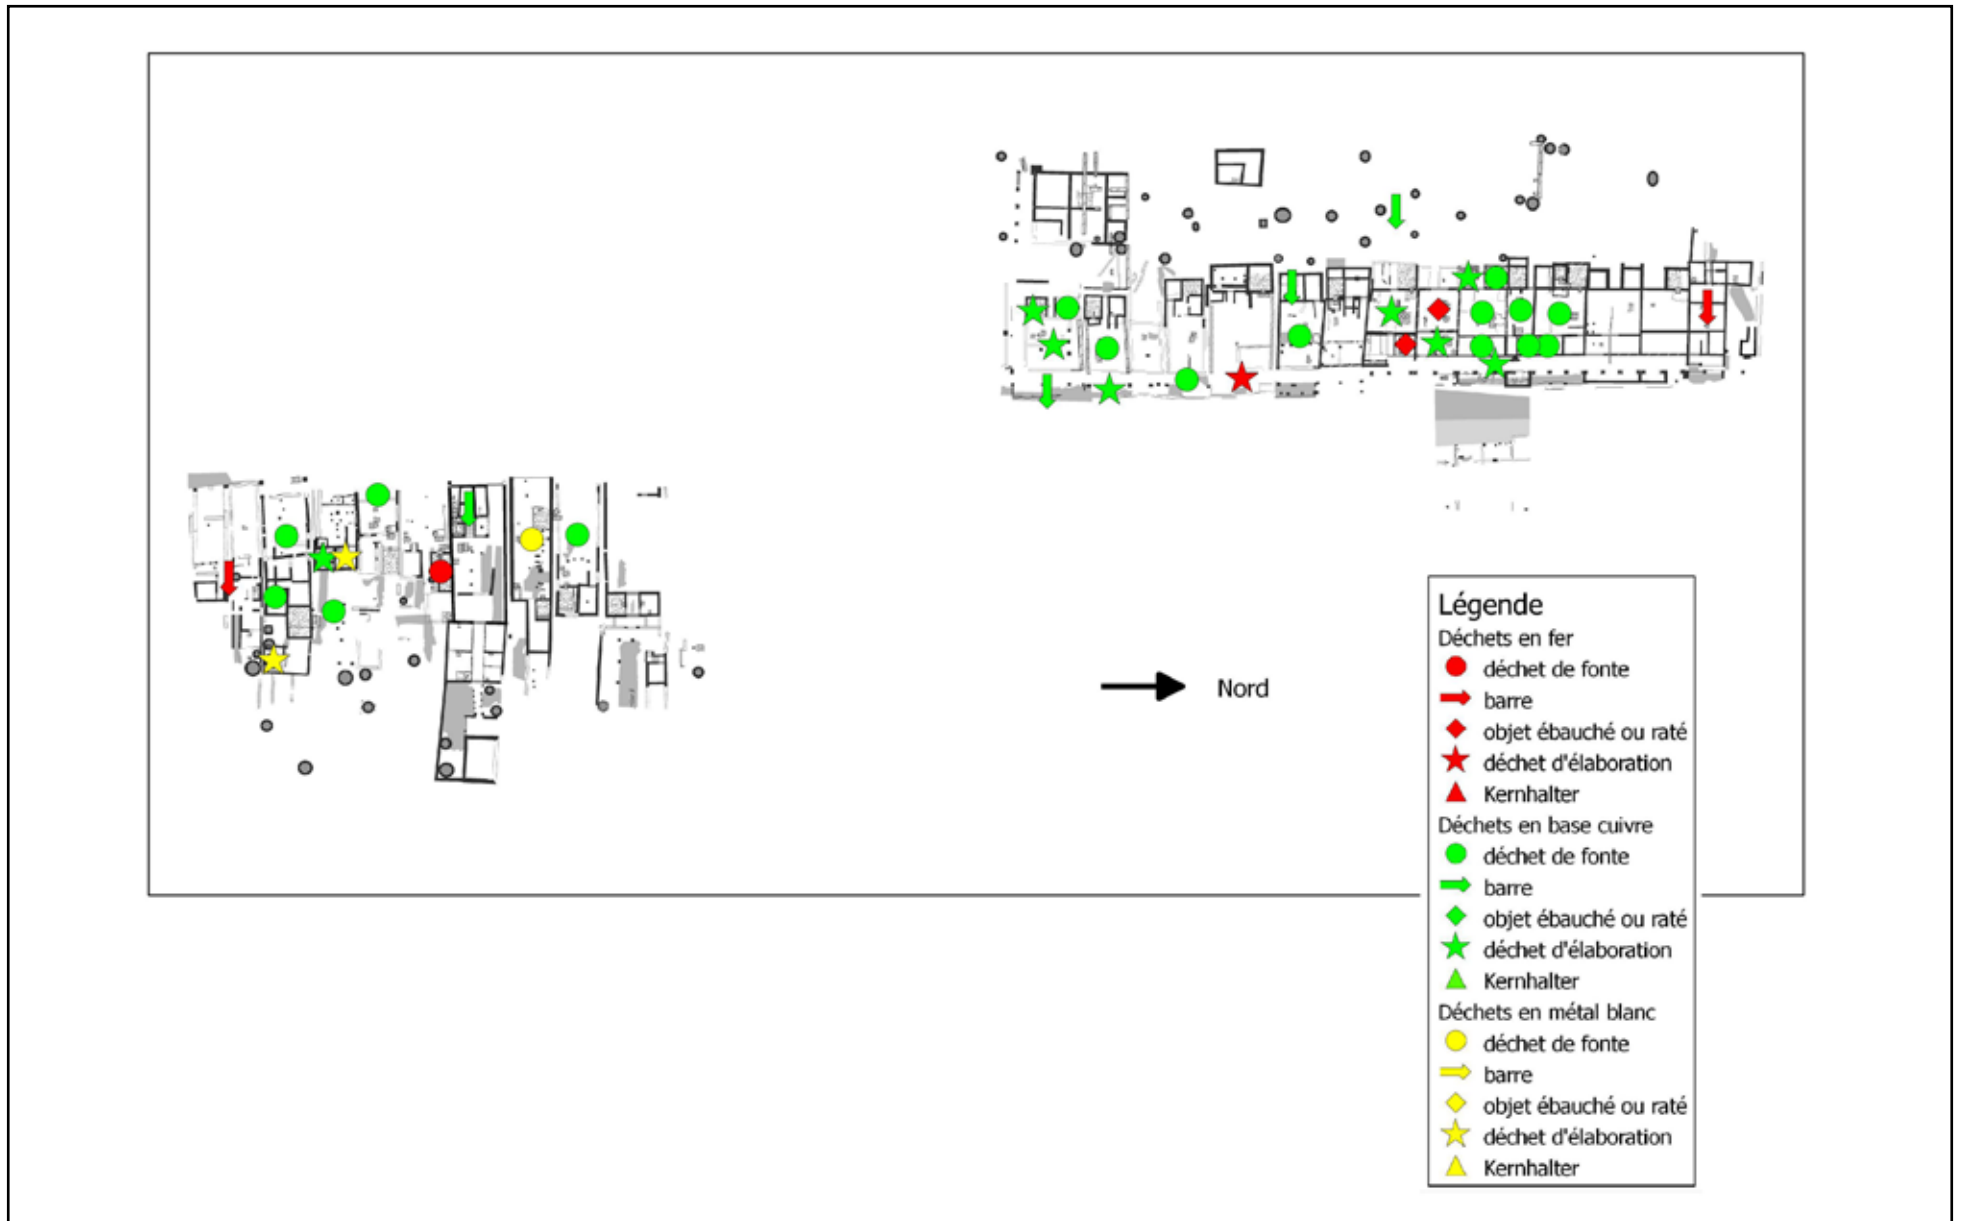 Nord
Légende
Déchets en fer
déchet de fonte
barre
objet ébauché ou raté
déchet d'élaboration
Kernhalter
Déchets en base cuivre
déchet de fonte
barre
objet ébauché ou raté
déchet d'élaboration
Kernhalter
Déchets en métal blanc
déchet de fonte
barre
objet ébauché ou raté
déchet d'élaboration
Kernhalter